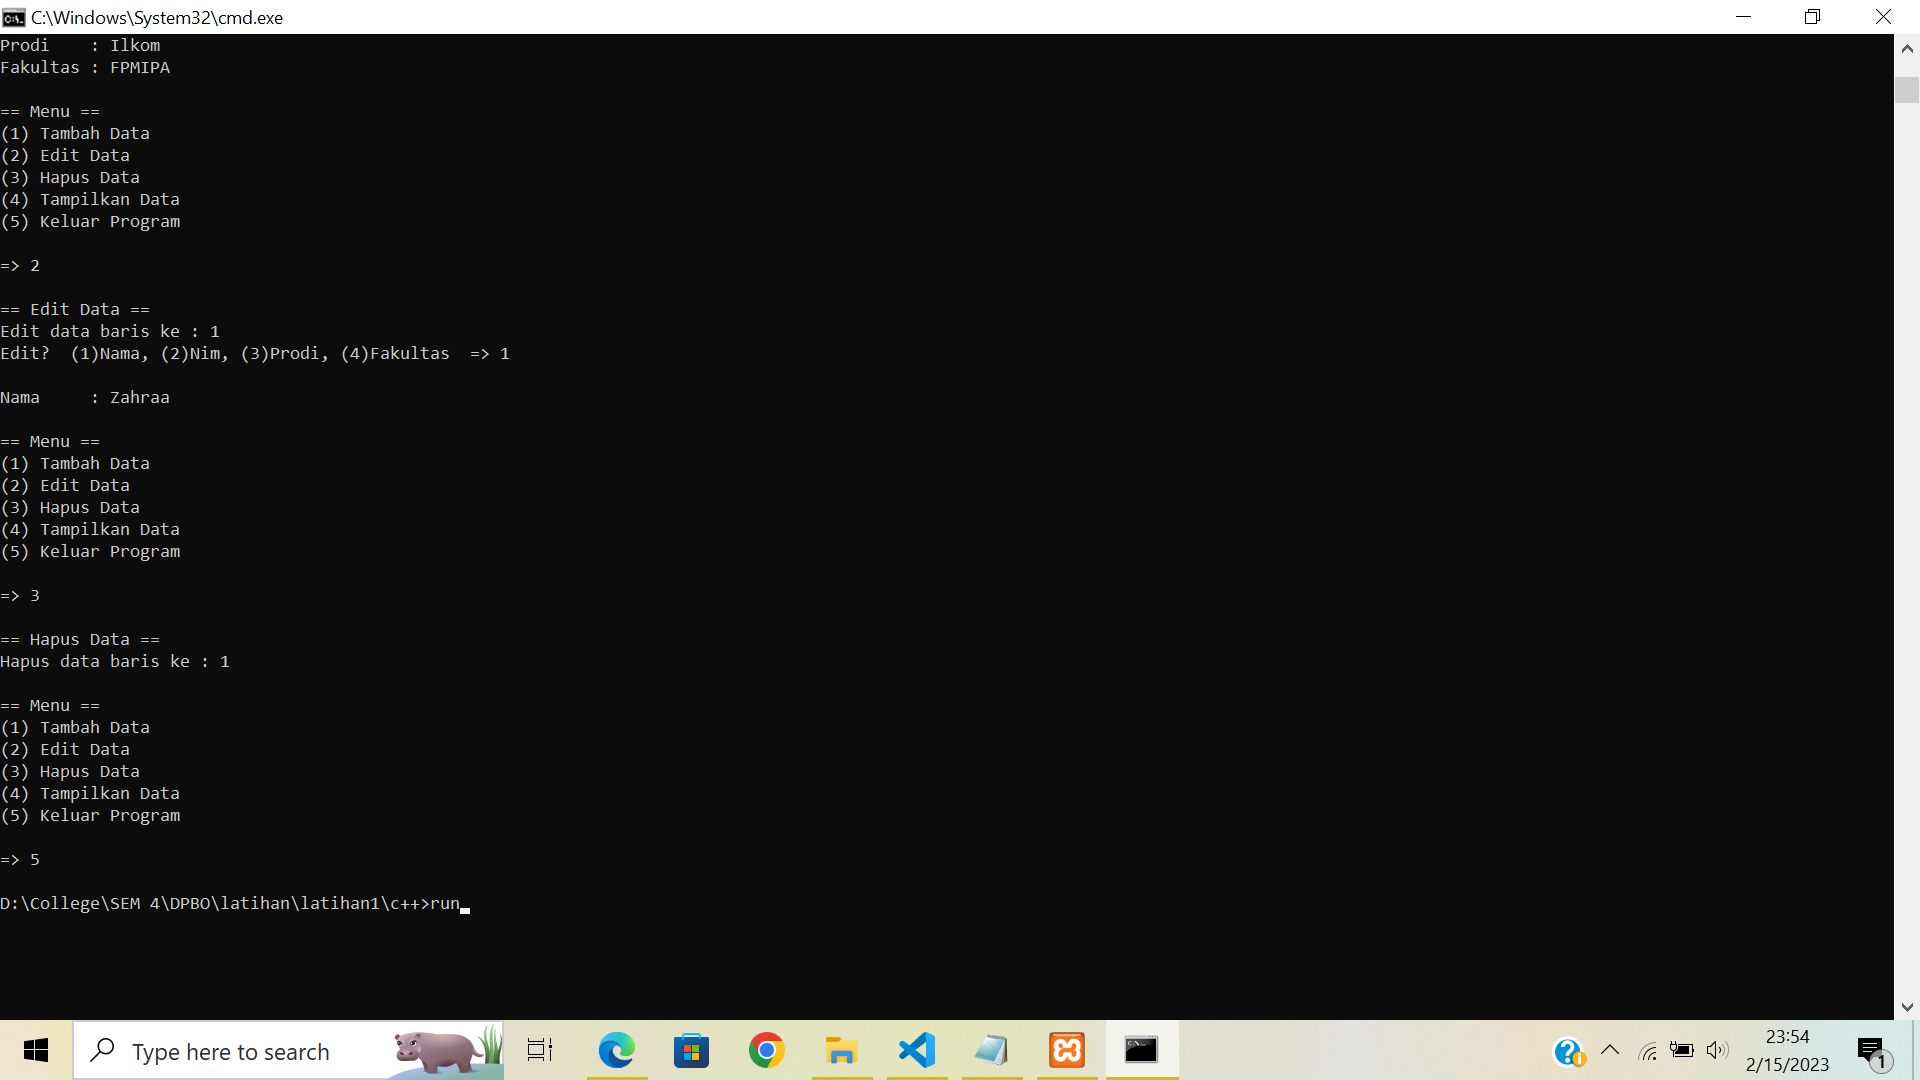 C:\Windows\System32\cmd.exe
Prodi    : Ilkom
Fakultas : FPMIPA

== Menu ==
(1) Tambah Data
(2) Edit Data
(3) Hapus Data
(4) Tampilkan Data
(5) Keluar Program

=> 2

== Edit Data ==
Edit data baris ke : 1
Edit?  (1)Nama, (2)Nim, (3)Prodi, (4)Fakultas  => 1

Nama     : Zahraa

== Menu ==
(1) Tambah Data
(2) Edit Data
(3) Hapus Data
(4) Tampilkan Data
(5) Keluar Program

=> 3

== Hapus Data ==
Hapus data baris ke : 1

== Menu ==
(1) Tambah Data
(2) Edit Data
(3) Hapus Data
(4) Tampilkan Data
(5) Keluar Program

=> 5

D:\College\SEM 4\DPBO\latihan\latihan1\c++>run
Type here to search
23:54
2/15/2023
1